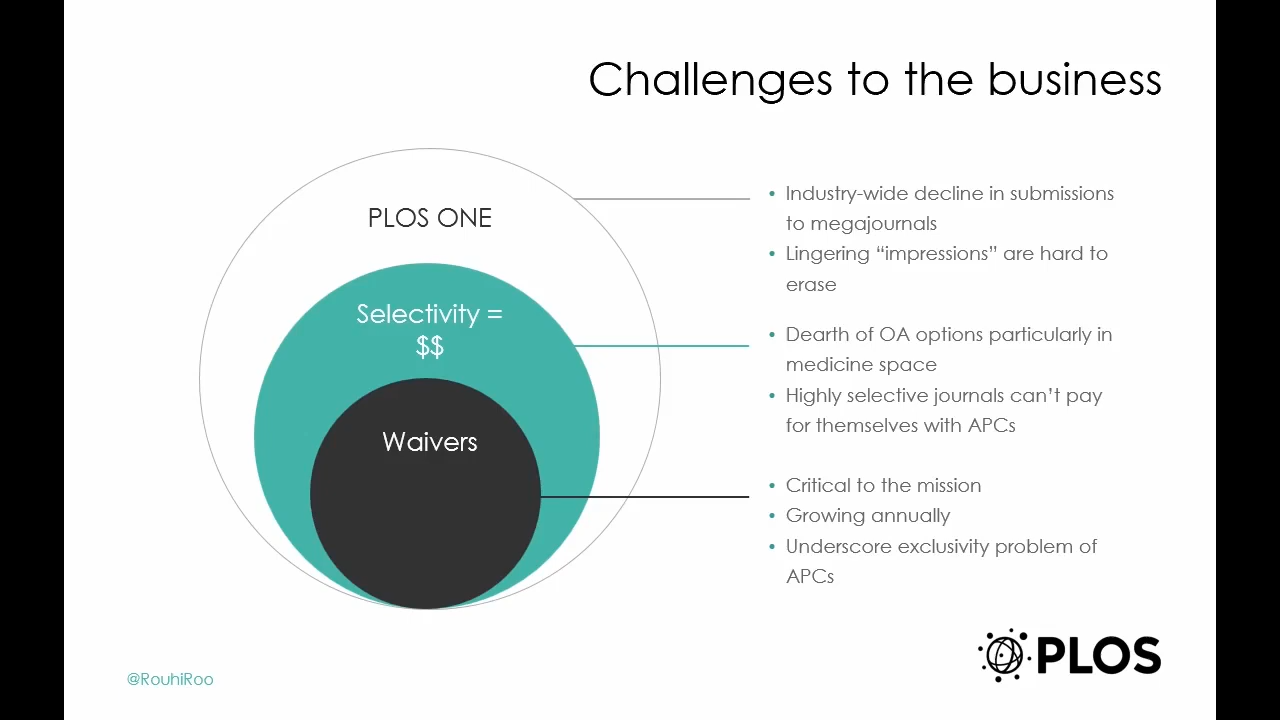 Challenges to the business
PLOS ONE
Selectivity =
$$
Waivers
• Industry-wide decline in submissions
to megajournals
• Lingering “impressions” are hard to
erase
• Dearth of OA options particularly in
medicine space
• Highly selective journals can’t pay
for themselves with APCs
• Critical to the mission
• Growing annually
• Underscore exclusivity problem of
APCs
@RouhiRoo
PLOS